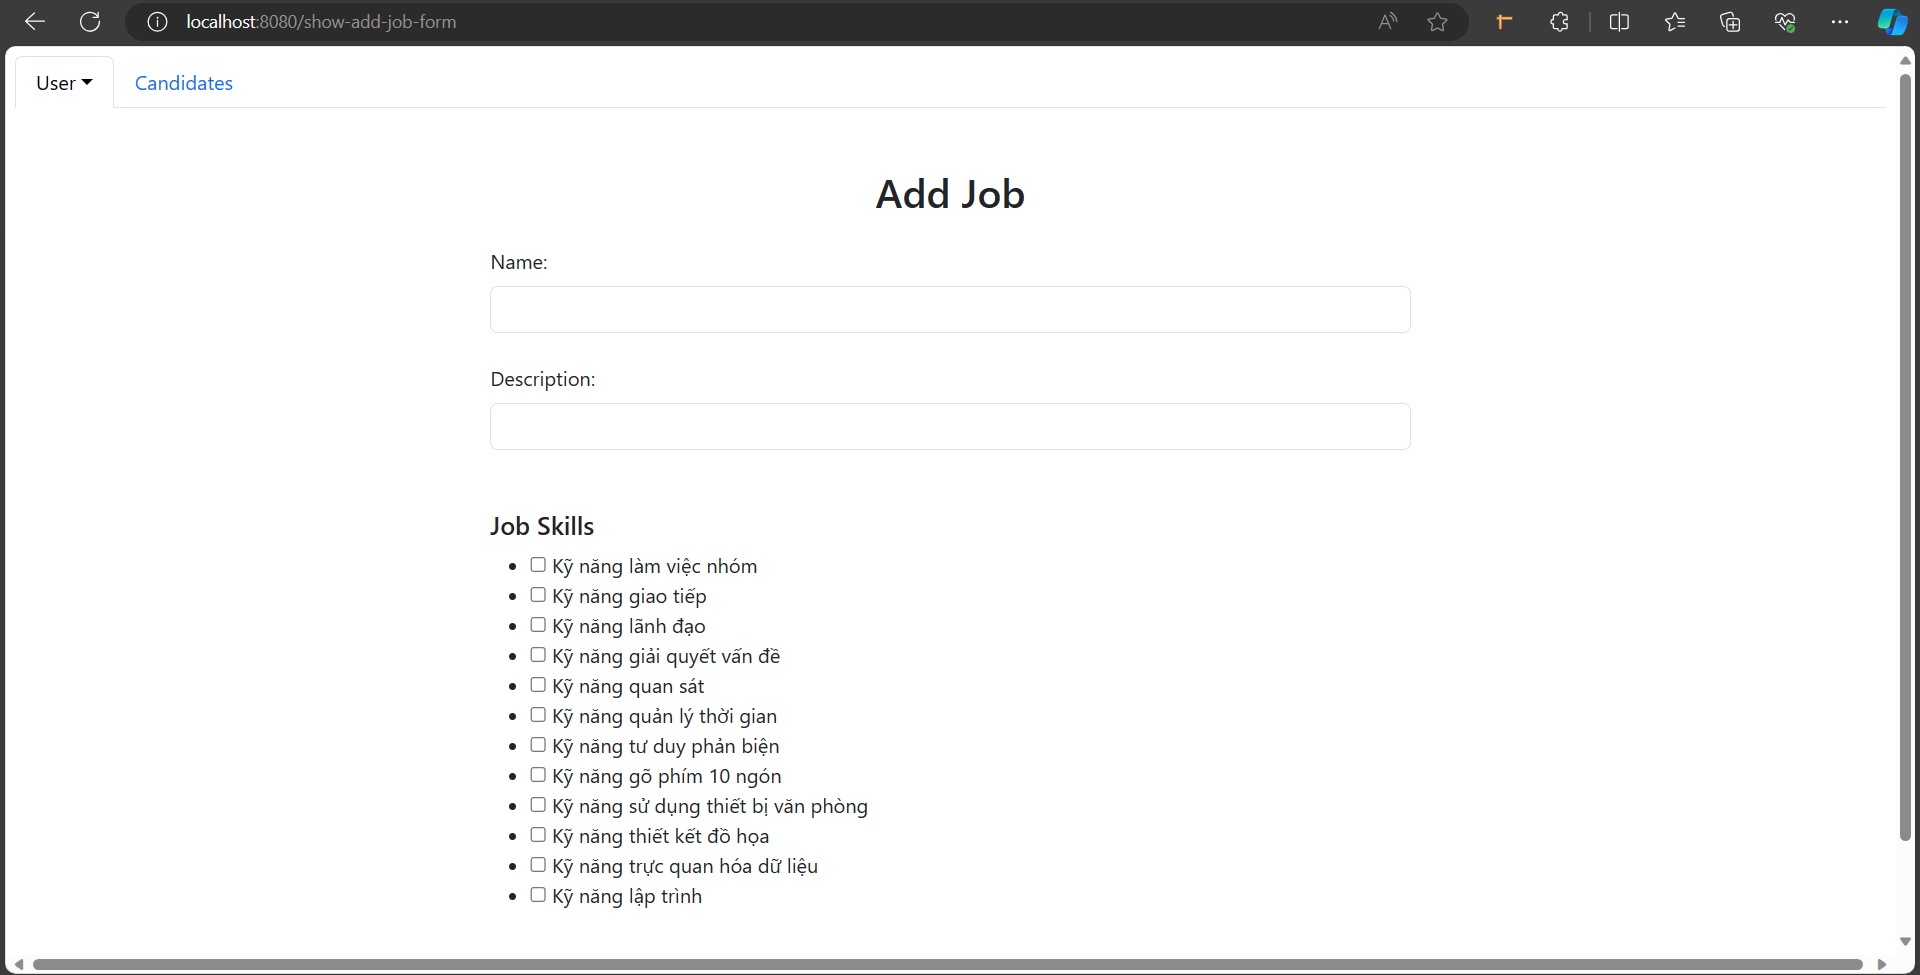 localhost:8080/show-add-job-form
User Candidates
Add Job
Name:
Description:
Job Skills
Kỹ năng làm việc nhóm
Kỹ năng giao tiếp
Kỹ năng lãnh đạo
Kỹ năng giải quyết vấn đề
Kỹ năng quan sát
Kỹ năng quản lý thời gian
Kỹ năng tư duy phản biện
Kỹ năng gõ phím 10 ngón
Kỹ năng sử dụng thiết bị văn phòng
Kỹ năng thiết kết đồ họa
Kỹ năng trực quan hóa dữ liệu
Kỹ năng lập trình